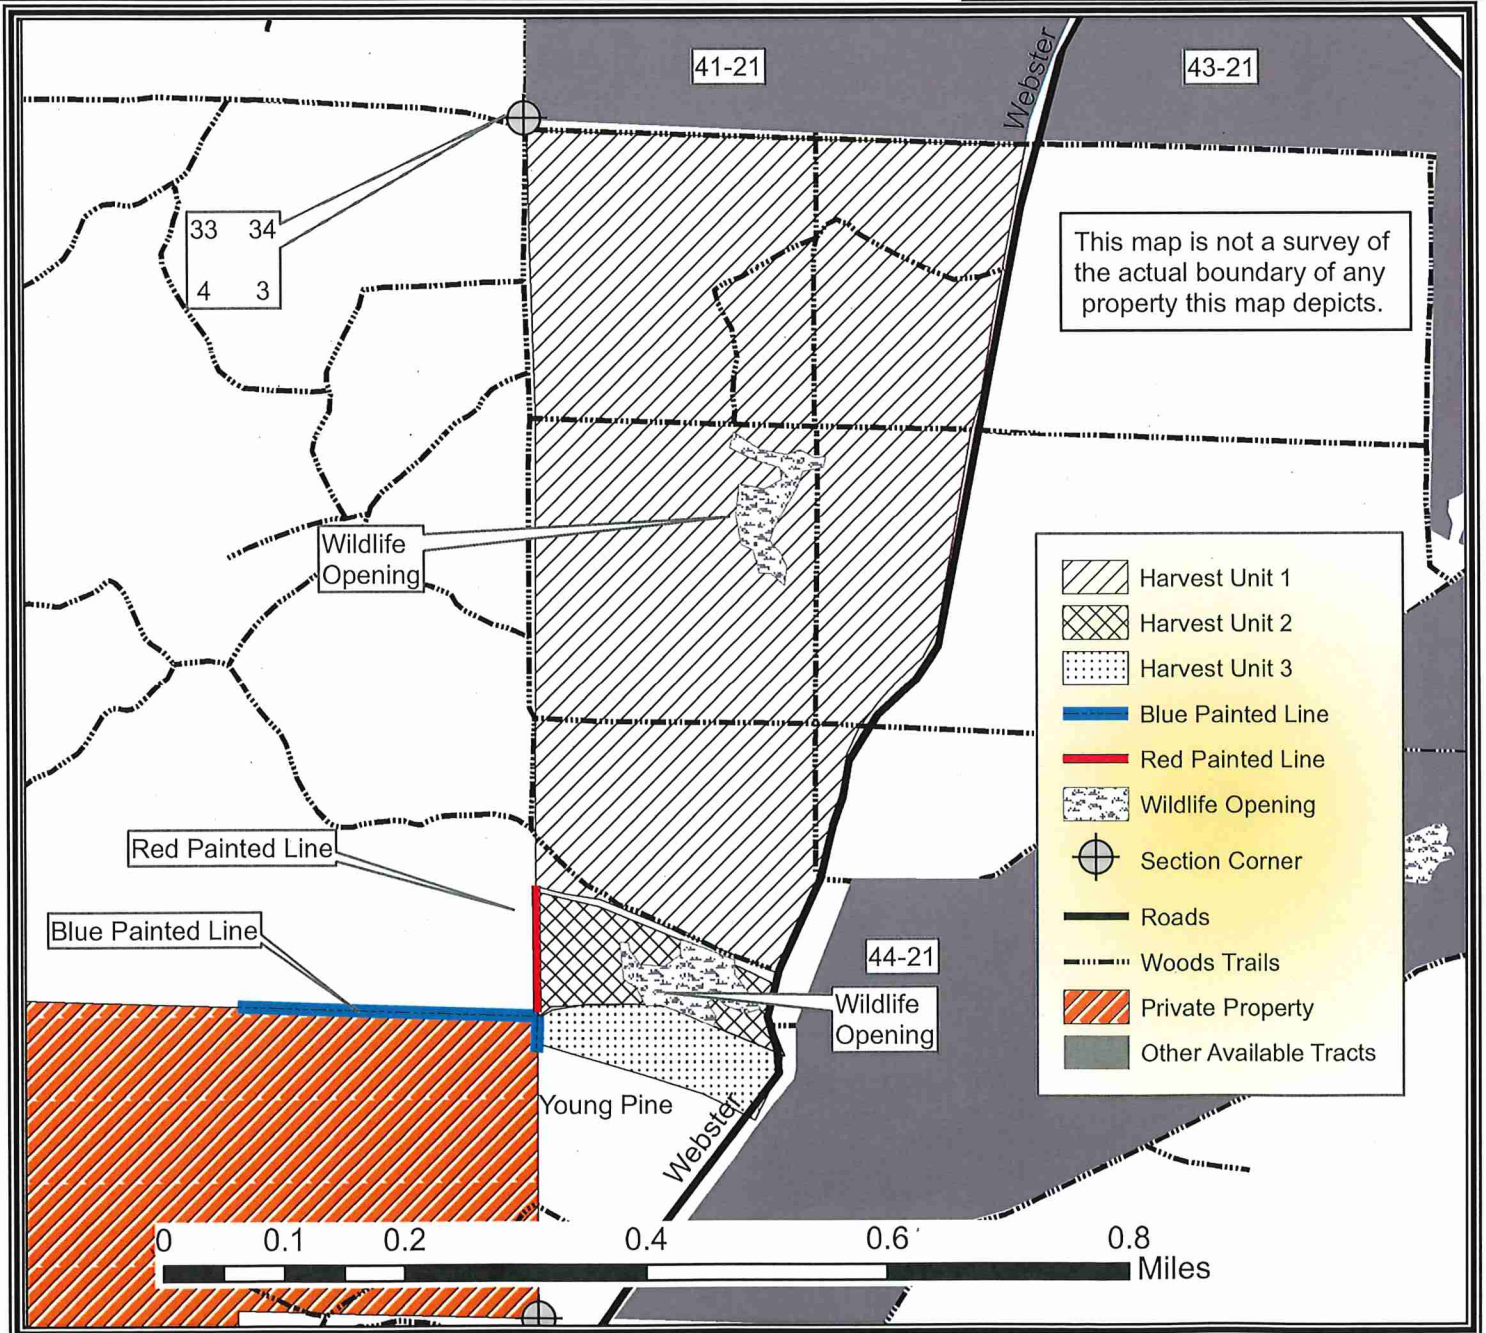 41-21
Webster
43-21
33 34
4 3
This map is not a survey of
the actual boundary of any
property this map depicts.
Wildlife
Opening
Harvest Unit 1
Harvest Unit 2
Harvest Unit 3
Blue Painted Line
Red Painted Line
Wildlife Opening
Section Corner
Roads
Woods Trails
Private Property
Other Available Tracts
Red Painted Line
Blue Painted Line
44-21
Wildlife
Opening
Young Pine
Webster
0 0.1 0.2 0.4 0.6 0.8
Miles